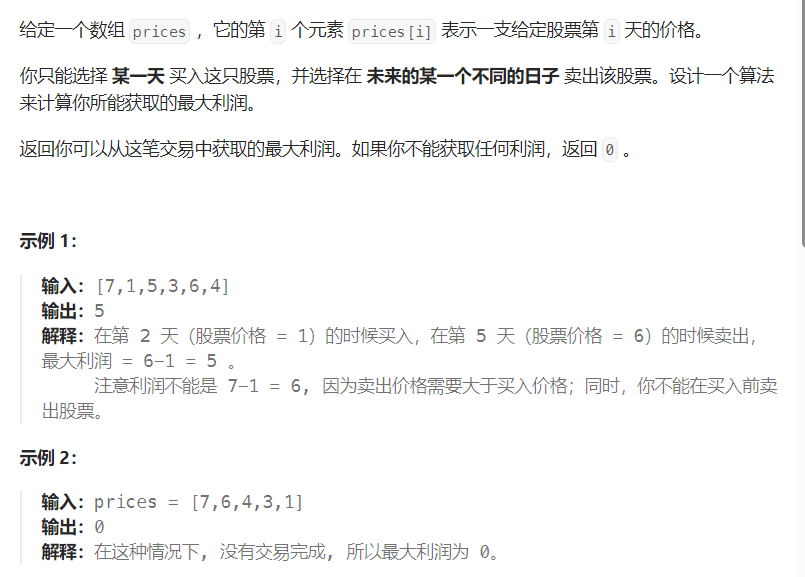 给定一个数组 prices ，它的第 i 个元素 prices[i] 表示一支给定股票第 i 天的价格。
你只能选择 某一天 买入这只股票，并选择在 未来的某一个不同的日子 卖出该股票。设计一个算法
来计算你所能获取的最大利润。
返回你可以从这笔交易中获取的最大利润。如果你不能获取任何利润，返回 0 。
示例 1：
输入：[7,1,5,3,6,4]
输出：5
解释：在第 2 天（股票价格 = 1）的时候买入，在第 5 天（股票价格 = 6）的时候卖出，
最大利润 = 6-1 = 5 。
注意利润不能是 7-1 = 6, 因为卖出价格需要大于买入价格；同时，你不能在买入前卖
出股票。
示例 2：
输入：prices = [7,6,4,3,1]
输出：0
解释：在这种情况下, 没有交易完成, 所以最大利润为 0。